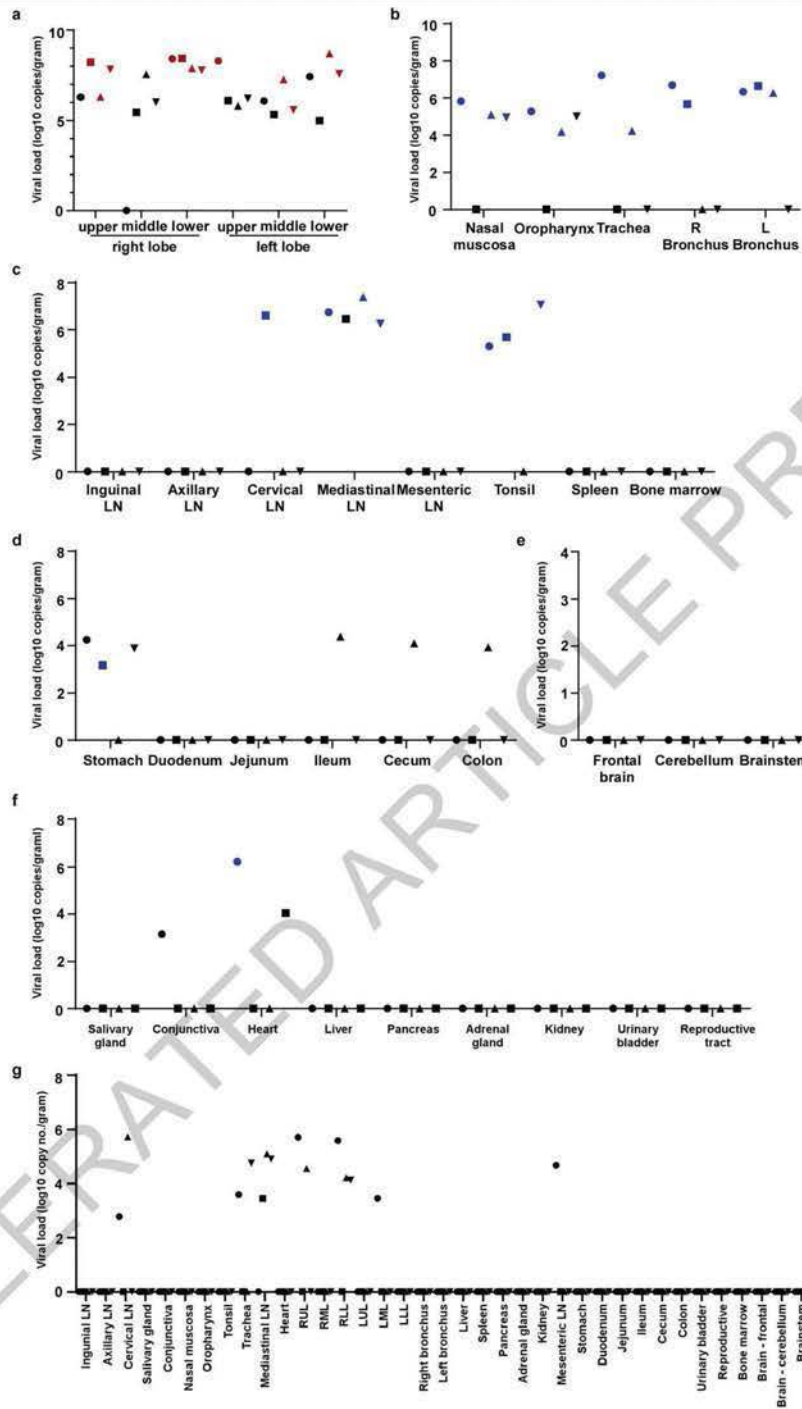 a
Viral load (log10 copies/gram)
10
5
0
upper middle lower upper middle lower
right lobe left lobe
b
Viral load (log10 copies/gram)
10
8
6
4
2
0
Nasal Oropharynx Trachea R L
muscosa Bronchus Bronchus
c
Viral load (log10 copies/gram)
8
6
4
2
0
Inguinal Axillary Cervical Mediastinal Mesenteric Tonsil Spleen Bone marrow
LN LN LN LN LN
d
Viral load (log10 copies/gram)
8
6
4
2
0
Stomach Duodenum Jejunum Ileum Cecum Colon
e
Viral load (log10 copies/gram)
4
3
2
1
0
Frontal Cerebellum Brainstem
brain
f
Viral load (log10 copies/graml)
8
6
4
2
0
Salivary Conjunctiva Heart Liver Pancreas Adrenal Kidney Urinary Reproductive
gland gland bladder tract
g
Viral load (log10 copy no./gram)
8
6
4
2
0
Ingunial LN
Axillary LN
Cervical LN
Salivary gland
Conjunctiva
Nasal muscosa
Oropharynx
Tonsil
Trachea
Mediastinal LN
Heart
RUL
RML
RLL
LUL
LML
LLL
Right bronchus
Left bronchus
Liver
Spleen
Pancreas
Adrenal gland
Kidney
Mesenteric LN
Stomach
Duodenum
Jejunum
Ileum
Cecum
Colon
Urinary bladder
Reproductive
Bone marrow
Brain - frontal
Brain - cerebellum
Brainstem
ERATED ARTICLE PR